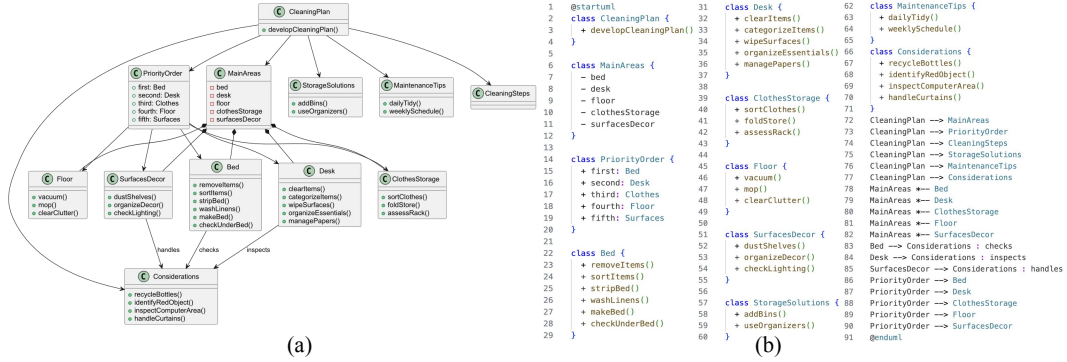 C CleaningPlan
developCleaningPlan()
C PriorityOrder
first: Bed
second: Desk
third: Clothes
fourth: Floor
fifth: Surfaces
C MainAreas
bed
desk
floor
clothesStorage
surfacesDecor
C StorageSolutions
addBins()
useOrganizers()
C MaintenanceTips
dailyTidy()
weeklySchedule()
C CleaningSteps
C Floor
vacuum()
mop()
clearClutter()
C SurfacesDecor
dustShelves()
organizeDecor()
checkLighting()
C Bed
removeItems()
sortItems()
stripBed()
washLinens()
makeBed()
checkUnderBed()
C Desk
clearItems()
categorizeItems()
wipeSurfaces()
organizeEssentials()
managePapers()
C ClothesStorage
sortClothes()
foldStore()
assessRack()
handles
checks
inspects
C Considerations
recycleBottles()
identifyRedObject()
inspectComputerArea()
handleCurtains()
(a)
1 @startuml
2 class CleaningPlan {
3 + developCleaningPlan()
4 }
5
6 class MainAreas {
7 − bed
8 − desk
9 − floor
10 − clothesStorage
11 − surfacesDecor
12 }
13
14 class PriorityOrder {
15 + first: Bed
16 + second: Desk
17 + third: Clothes
18 + fourth: Floor
19 + fifth: Surfaces
20 }
21
22 class Bed {
23 + removeItems()
24 + sortItems()
25 + stripBed()
26 + washLinens()
27 + makeBed()
28 + checkUnderBed()
29 }
31 class Desk {
32 + clearItems()
33 + categorizeItems()
34 + wipeSurfaces()
35 + organizeEssentials()
36 + managePapers()
37 }
38
39 class ClothesStorage {
40 + sortClothes()
41 + foldStore()
42 + assessRack()
43 }
44
45 class Floor {
46 + vacuum()
47 + mop()
48 + clearClutter()
49 }
50
51 class SurfacesDecor {
52 + dustShelves()
53 + organizeDecor()
54 + checkLighting()
55 }
56
57 class StorageSolutions {
58 + addBins()
59 + useOrganizers()
60 }
62 class MaintenanceTips {
63 + dailyTidy()
64 + weeklySchedule()
65 }
66 class Considerations {
67 + recycleBottles()
68 + identifyRedObject()
69 + inspectComputerArea()
70 + handleCurtains()
71 }
72 CleaningPlan --> MainAreas
73 CleaningPlan --> PriorityOrder
74 CleaningPlan --> CleaningSteps
75 CleaningPlan --> StorageSolutions
76 CleaningPlan --> MaintenanceTips
77 CleaningPlan --> Considerations
78 MainAreas *-- Bed
79 MainAreas *-- Desk
80 MainAreas *-- ClothesStorage
81 MainAreas *-- Floor
82 MainAreas *-- SurfacesDecor
83 Bed --> Considerations : checks
84 Desk --> Considerations : inspects
85 SurfacesDecor --> Considerations : handles
86 PriorityOrder --> Bed
87 PriorityOrder --> Desk
88 PriorityOrder --> ClothesStorage
89 PriorityOrder --> Floor
90 PriorityOrder --> SurfacesDecor
91 @enduml
(b)